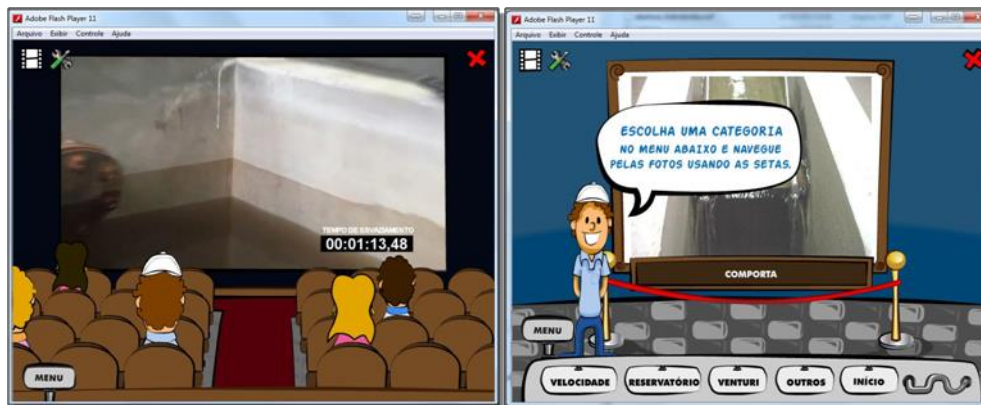 Adobe Flash Player 11
Arquivo Exibir Controle Ajuda
TEMPO DE ESVAZIAMENTO
00:01:13,48
MENU
Adobe Flash Player 11
Arquivo Exibir Controle Ajuda
ESCOLHA UMA CATEGORIA
NO MENU ABAIXO E NAVEGUE
PELAS FOTOS USANDO AS SETAS.
COMPORTA
MENU
VELOCIDADE RESERVATÓRIO VENTURI OUTROS INÍCIO